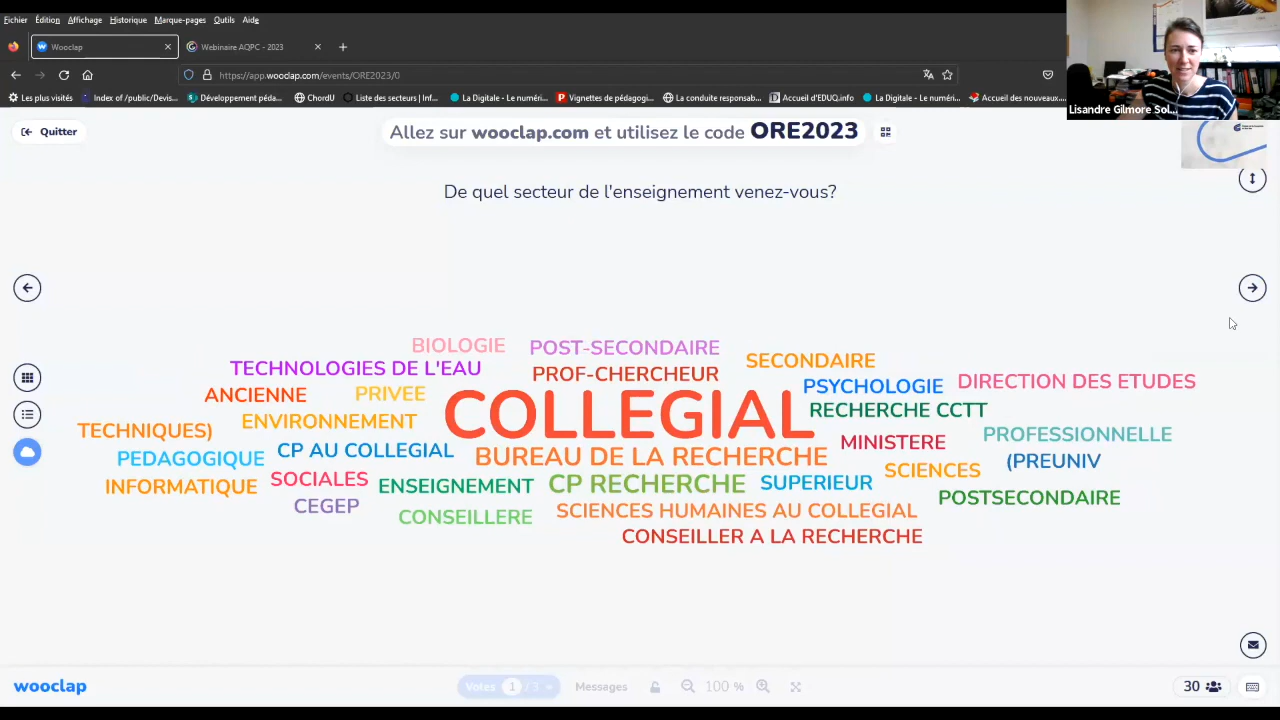 Fichier Édition Affichage Historique Marque-pages Outils Aide
Wooclap
Webinaire AQPC - 2023
https://app.wooclap.com/events/ORE2023/0
Les plus visités Index of /public/Devis... Développement péda... ChordU Liste des secteurs | Inf... La Digitale - Le numéri... Vignettes de pédagogi... La conduite responsab... Accueil d'EDUQ.info La Digitale - Le numéri... Accueil des nouveaux....
Lisandre Gilmore Sol...
Quitter
Allez sur wooclap.com et utilisez le code ORE2023
De quel secteur de l'enseignement venez-vous?
BIOLOGIE POST-SECONDAIRE SECONDAIRE
TECHNOLOGIES DE L'EAU PROF-CHERCHEUR PSYCHOLOGIE DIRECTION DES ETUDES
ANCIENNE PRIVEE COLLEGIAL RECHERCHE CCTT
TECHNIQUES) ENVIRONNEMENT MINISTERE PROFESSIONNELLE
PEDAGOGIQUE CP AU COLLEGIAL BUREAU DE LA RECHERCHE SCIENCES (PREUNIV
INFORMATIQUE SOCIALES ENSEIGNEMENT CP RECHERCHE SUPERIEUR POSTSECONDAIRE
CEGEP CONSEILLERE SCIENCES HUMAINES AU COLLEGIAL
CONSEILLER A LA RECHERCHE
wooclap
Votes 1 / 3
Messages
100 %
30